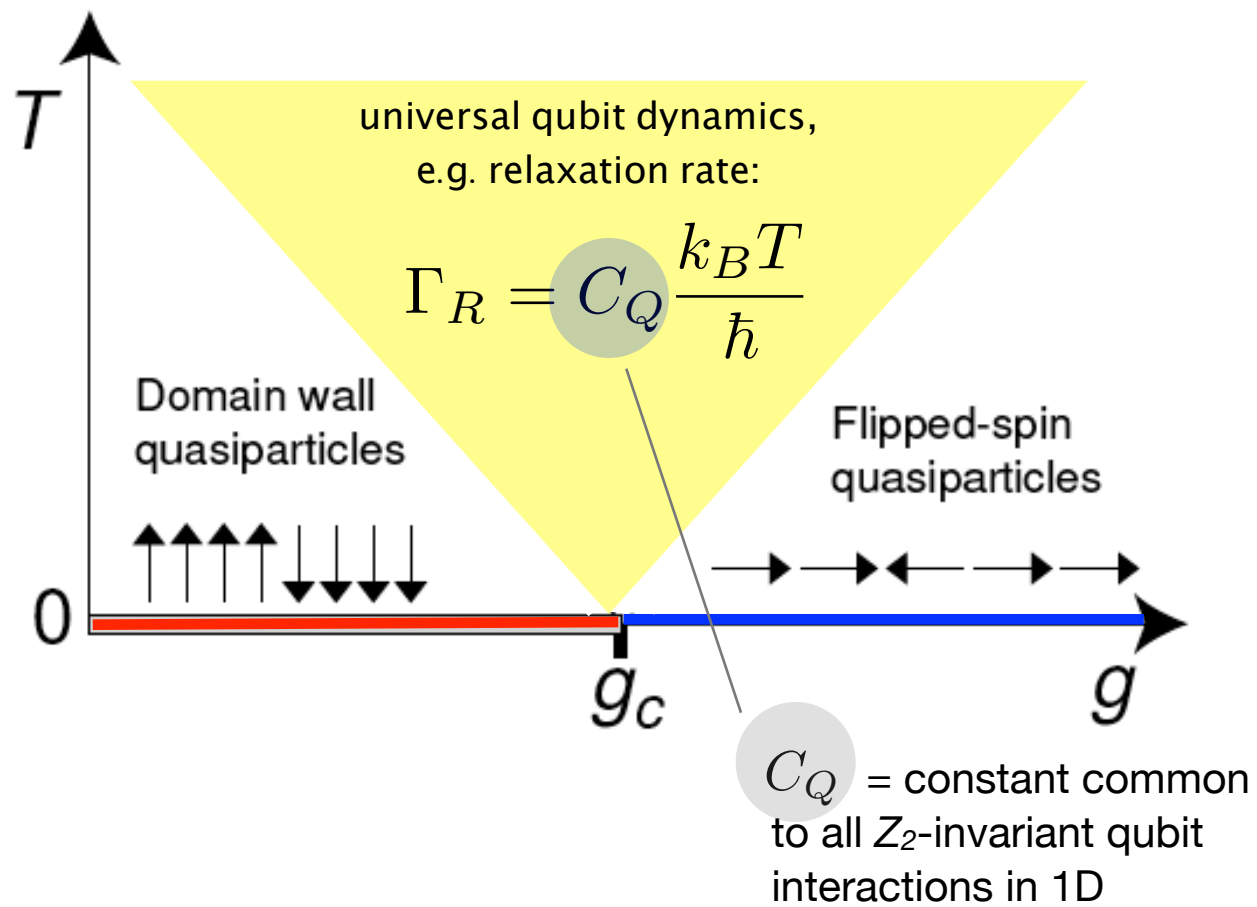 T
universal qubit dynamics,
e.g. relaxation rate:
Γ_R = C_Q k_B T / ħ
Domain wall
quasiparticles
Flipped-spin
quasiparticles
0
g_c
g
C_Q = constant common
to all Z₂-invariant qubit
interactions in 1D